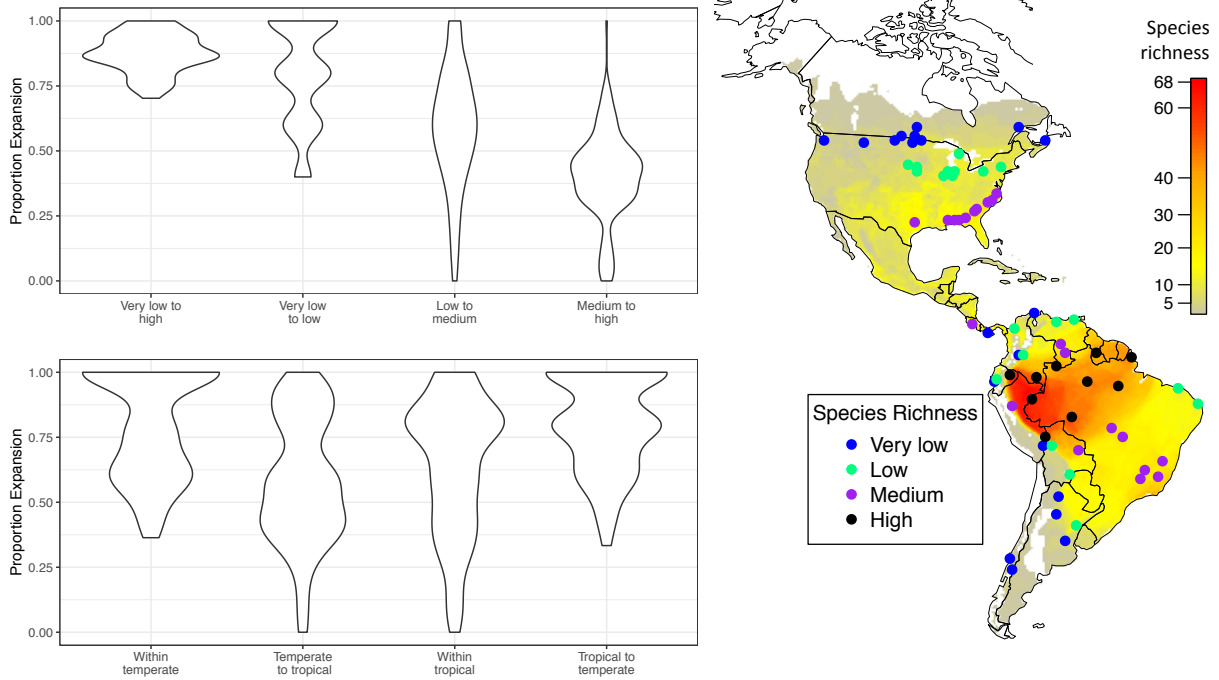 1.00
0.75
0.50
0.25
0.00
Proportion Expansion
Very low to
high
Very low
to low
Low to
medium
Medium to
high
1.00
0.75
0.50
0.25
0.00
Proportion Expansion
Within
temperate
Temperate
to tropical
Within
tropical
Tropical to
temperate
Species
richness
68
60
40
30
20
10
5
Species Richness
Very low
Low
Medium
High